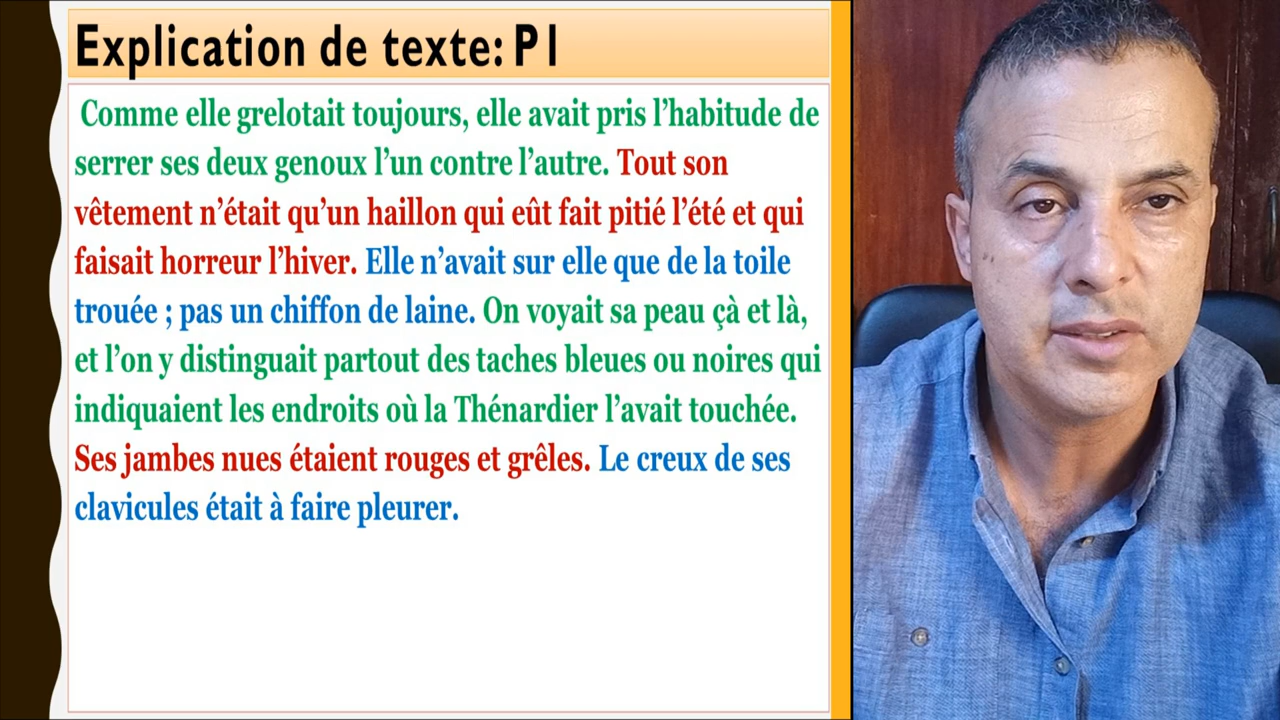 Explication de texte: P1
Comme elle grelotait toujours, elle avait pris l’habitude de
serrer ses deux genoux l’un contre l’autre. Tout son
vêtement n’était qu’un haillon qui eût fait pitié l’été et qui
faisait horreur l’hiver. Elle n’avait sur elle que de la toile
trouée ; pas un chiffon de laine. On voyait sa peau çà et là,
et l’on y distinguait partout des taches bleues ou noires qui
indiquaient les endroits où la Thénardier l’avait touchée.
Ses jambes nues étaient rouges et grêles. Le creux de ses
clavicules était à faire pleurer.